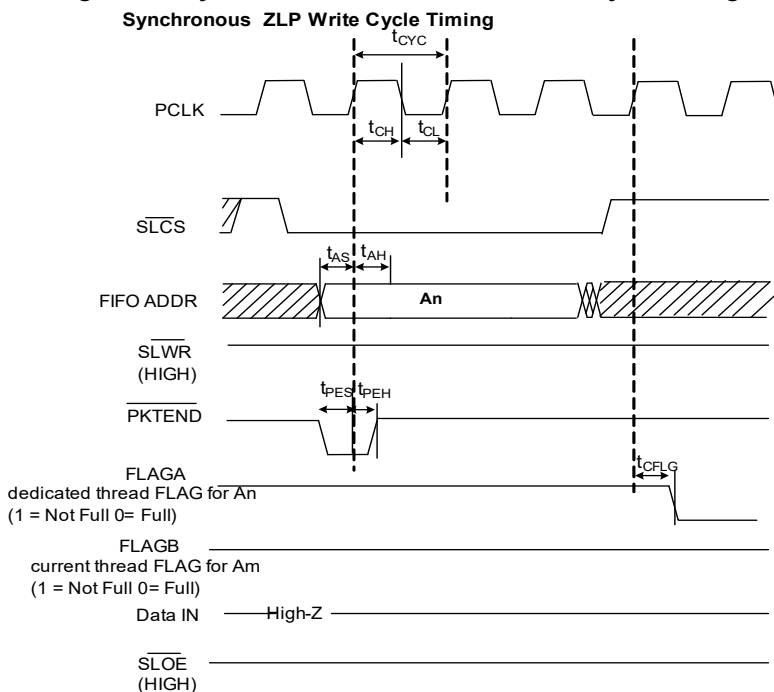 Synchronous ZLP Write Cycle Timing
tCYC
PCLK
tCH
tCL
SLCS
tAS
tAH
FIFO ADDR
An
SLWR
(HIGH)
tPES
tPEH
PKTEND
FLAGA
dedicated thread FLAG for An
(1 = Not Full 0= Full)
tCFLG
FLAGB
current thread FLAG for Am
(1 = Not Full 0= Full)
Data IN
High-Z
SLOE
(HIGH)